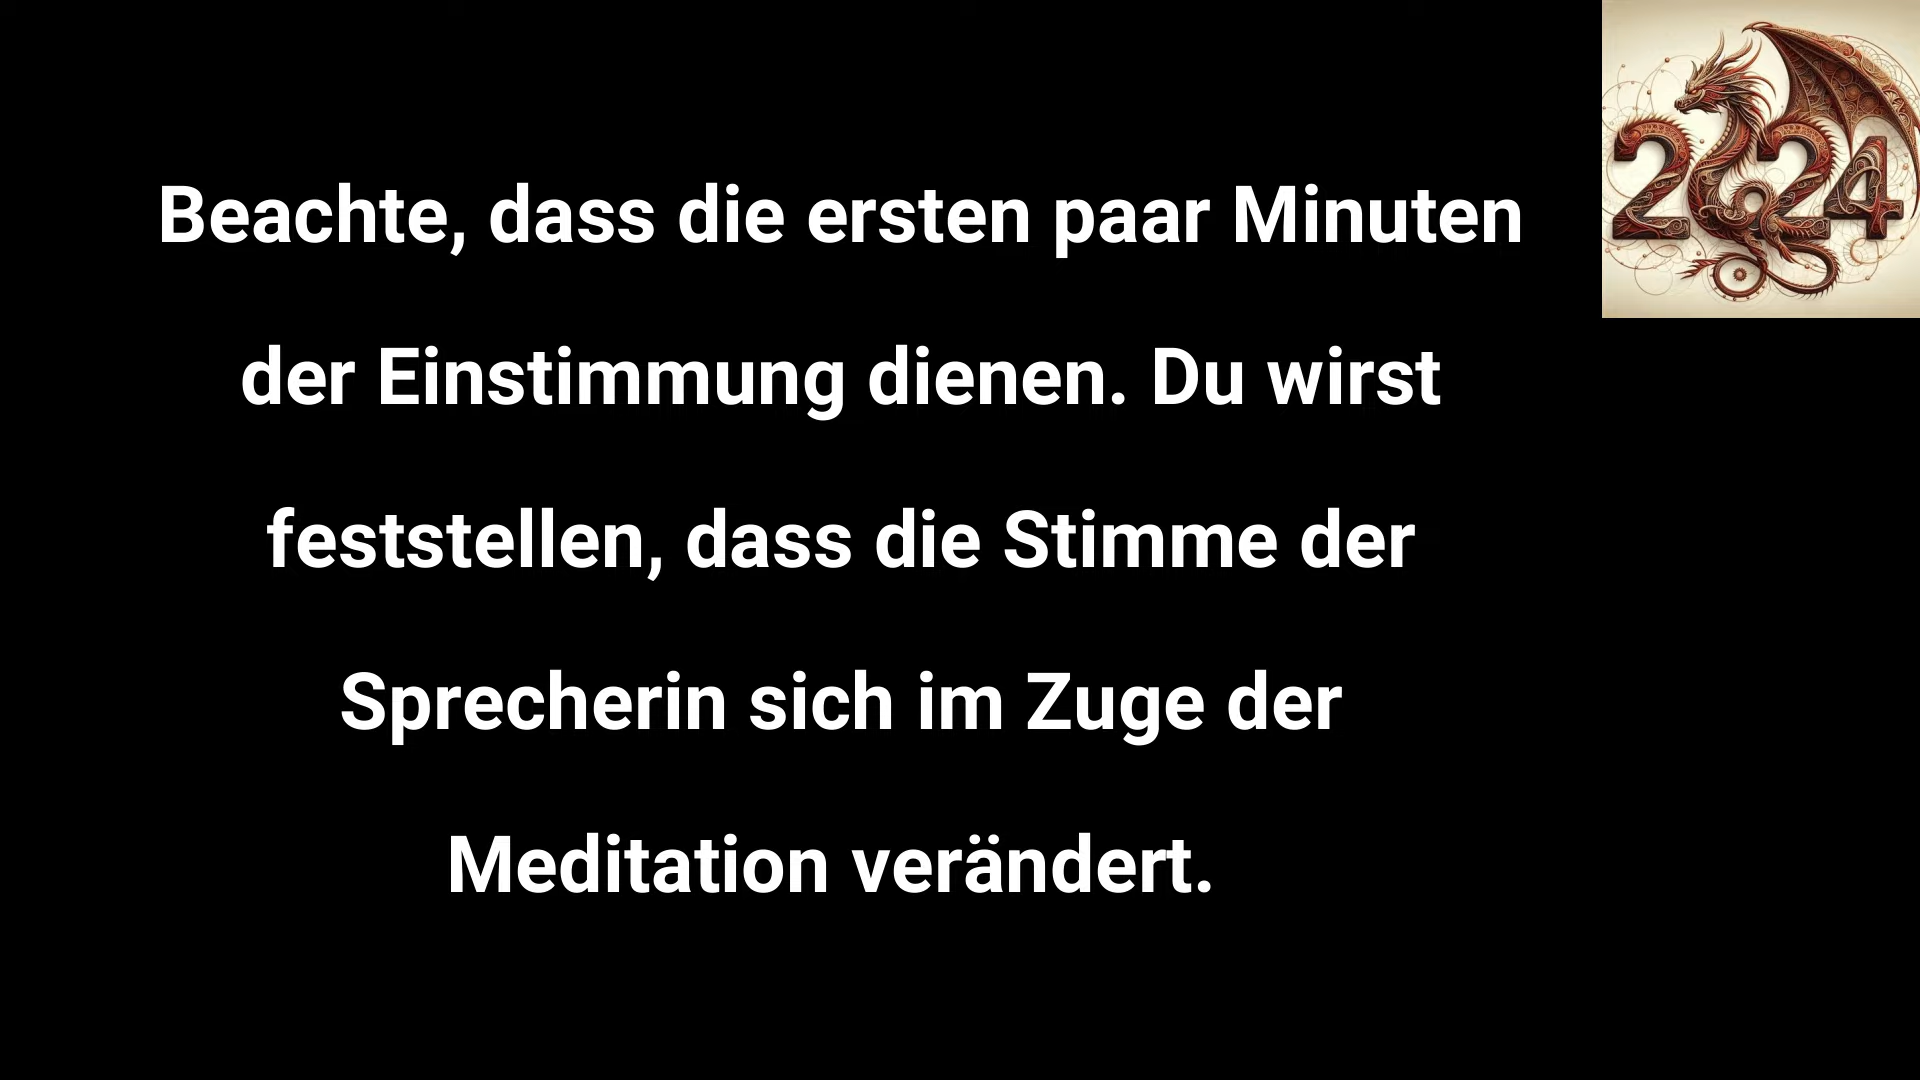 Beachte, dass die ersten paar Minuten
der Einstimmung dienen. Du wirst
feststellen, dass die Stimme der
Sprecherin sich im Zuge der
Meditation verändert.
2024